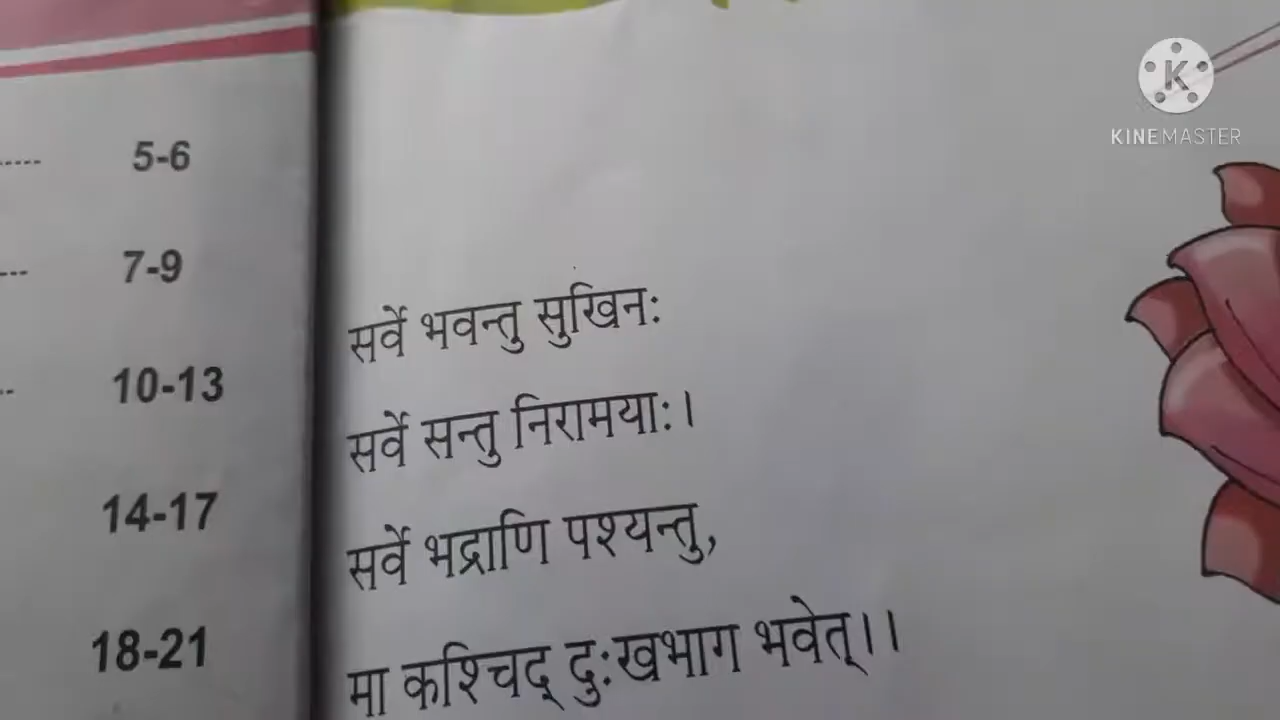 KINEMASTER
..... 5-6
--- 7-9
सर्वे भवन्तु सुखिनः
.. 10-13
सर्वे सन्तु निरामयाः।
14-17
सर्वे भद्राणि पश्यन्तु,
18-21
मा कश्चिद् दुःखभाग भवेत्।।